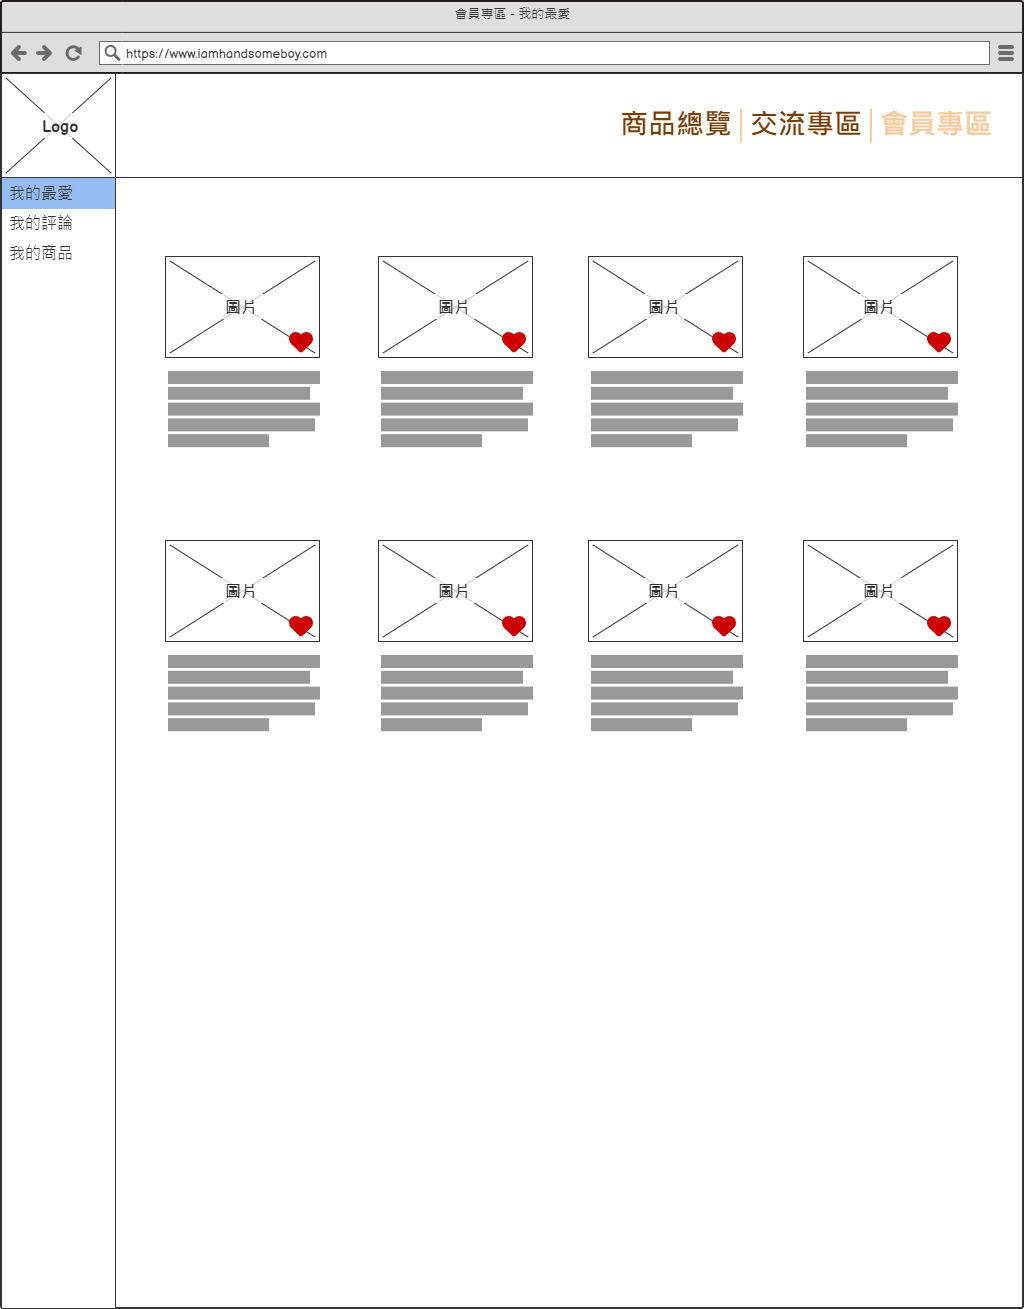 會員專區 - 我的最愛
https://www.iamhandsomeboy.com
Logo
商品總覽 交流專區 會員專區
我的最愛
我的評論
我的商品
圖片 圖片 圖片 圖片
圖片 圖片 圖片 圖片